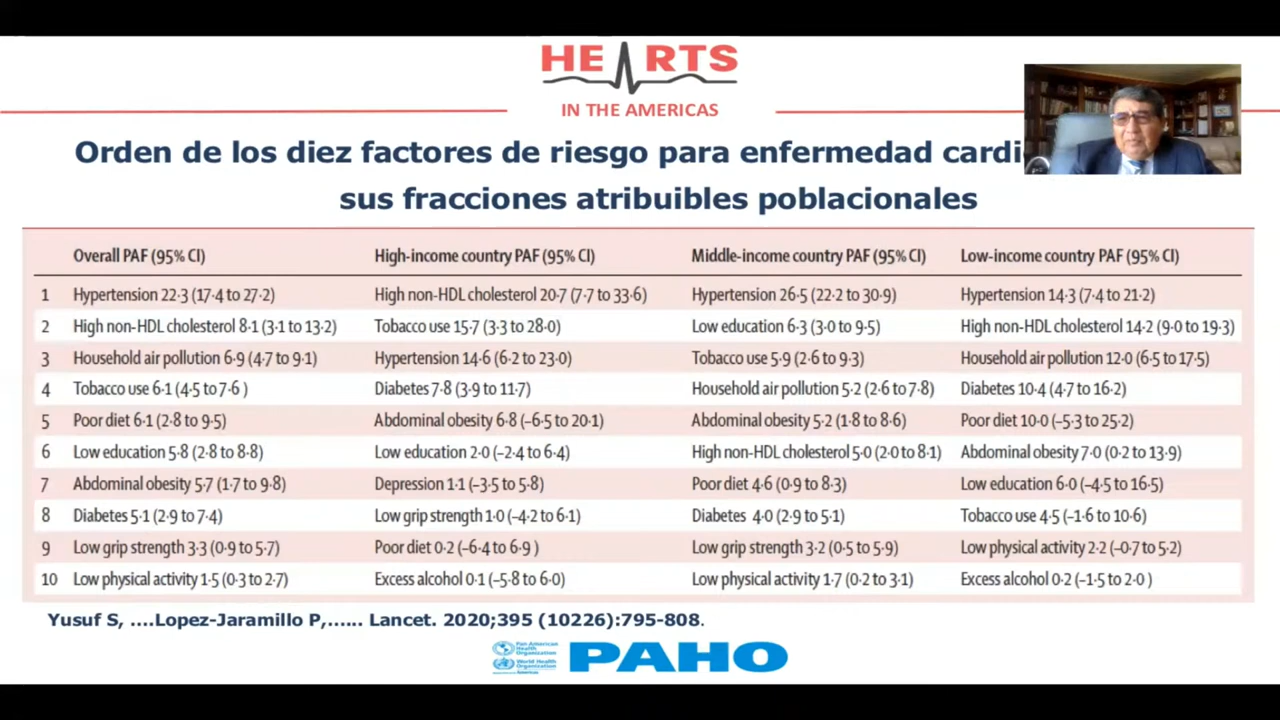 HEARTS
IN THE AMERICAS
Orden de los diez factores de riesgo para enfermedad
sus fracciones atribuibles poblacionales
Overall PAF (95% CI) High-income country PAF (95% CI) Middle-income country PAF (95% CI) Low-income country PAF (95% CI)
1 Hypertension 22·3 (17·4 to 27·2) High non-HDL cholesterol 20·7 (7·7 to 33·6) Hypertension 26·5 (22·2 to 30·9) Hypertension 14·3 (7·4 to 21·2)
2 High non-HDL cholesterol 8·1 (3·1 to 13·2) Tobacco use 15·7 (3·3 to 28·0) Low education 6·3 (3·0 to 9·5) High non-HDL cholesterol 14·2 (9·0 to 19·3)
3 Household air pollution 6·9 (4·7 to 9·1) Hypertension 14·6 (6·2 to 23·0) Tobacco use 5·9 (2·6 to 9·3) Household air pollution 12·0 (6·5 to 17·5)
4 Tobacco use 6·1 (4·5 to 7·6 ) Diabetes 7·8 (3·9 to 11·7) Household air pollution 5·2 (2·6 to 7·8) Diabetes 10·4 (4·7 to 16·2)
5 Poor diet 6·1 (2·8 to 9·5) Abdominal obesity 6·8 (–6·5 to 20·1) Abdominal obesity 5·2 (1·8 to 8·6) Poor diet 10·0 (–5·3 to 25·2)
6 Low education 5·8 (2·8 to 8·8) Low education 2·0 (–2·4 to 6·4) High non-HDL cholesterol 5·0 (2·0 to 8·1) Abdominal obesity 7·0 (0·2 to 13·9)
7 Abdominal obesity 5·7 (1·7 to 9·8) Depression 1·1 (–3·5 to 5·8) Poor diet 4·6 (0·9 to 8·3) Low education 6·0 (–4·5 to 16·5)
8 Diabetes 5·1 (2·9 to 7·4) Low grip strength 1·0 (–4·2 to 6·1) Diabetes 4·0 (2·9 to 5·1) Tobacco use 4·5 (–1·6 to 10·6)
9 Low grip strength 3·3 (0·9 to 5·7) Poor diet 0·2 (–6·4 to 6·9 ) Low grip strength 3·2 (0·5 to 5·9) Low physical activity 2·2 (–0·7 to 5·2)
10 Low physical activity 1·5 (0·3 to 2·7) Excess alcohol 0·1 (–5·8 to 6·0) Low physical activity 1·7 (0·2 to 3·1) Excess alcohol 0·2 (–1·5 to 2·0 )
Yusuf S, ....Lopez-Jaramillo P,...... Lancet. 2020;395 (10226):795-808.
Pan American
Health
Organization
World Health
Organization
Americas
PAHO